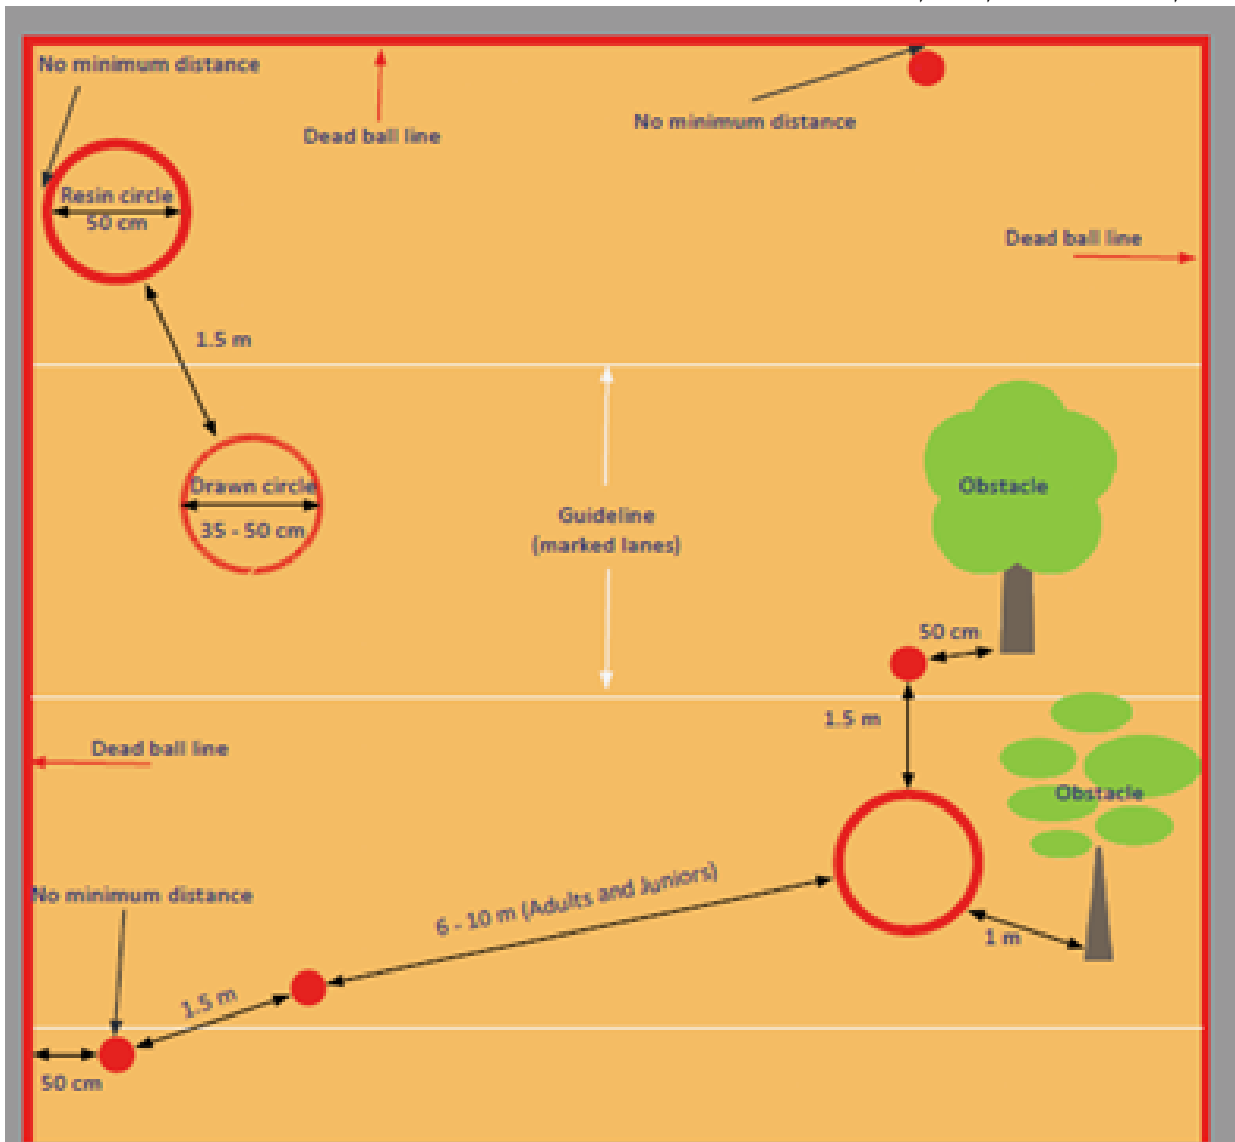 No minimum distance
Dead ball line
No minimum distance
Resin circle
50 cm
Dead ball line
1.5 m
Drawn circle
35 - 50 cm
Guideline
(marked lanes)
Obstacle
50 cm
1.5 m
Dead ball line
Obstacle
No minimum distance
6 - 10 m (Adults and Juniors)
1 m
1.5 m
50 cm